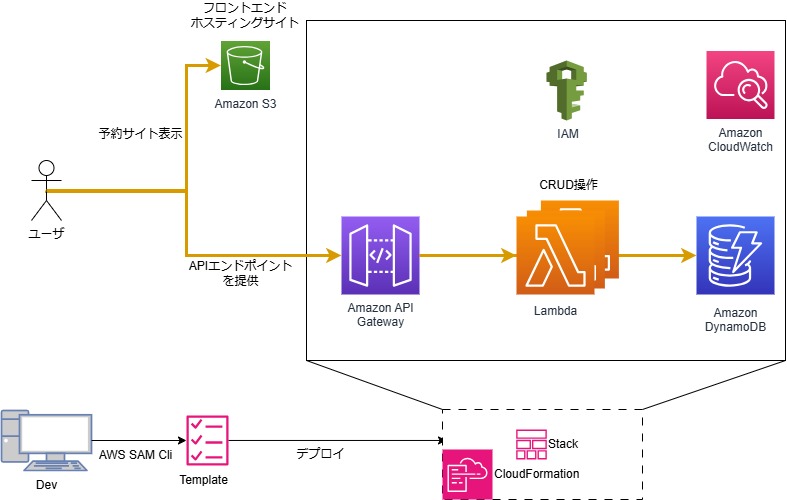 フロントエンド
ホスティングサイト
Amazon S3
予約サイト表示
ユーザ
APIエンドポイント
を提供
IAM
Amazon
CloudWatch
CRUD操作
Amazon API
Gateway
Lambda
Amazon
DynamoDB
Dev
AWS SAM Cli
Template
デプロイ
Stack
CloudFormation